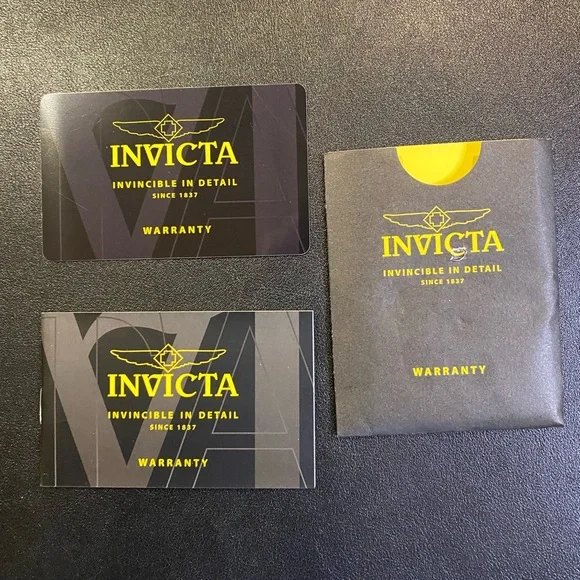 INVICTA
INVINCIBLE IN DETAIL
SINCE 1837
WARRANTY
INVICTA
INVINCIBLE IN DETAIL
SINCE 1837
WARRANTY
INVICTA
INVINCIBLE IN DETAIL
SINCE 1837
WARRANTY